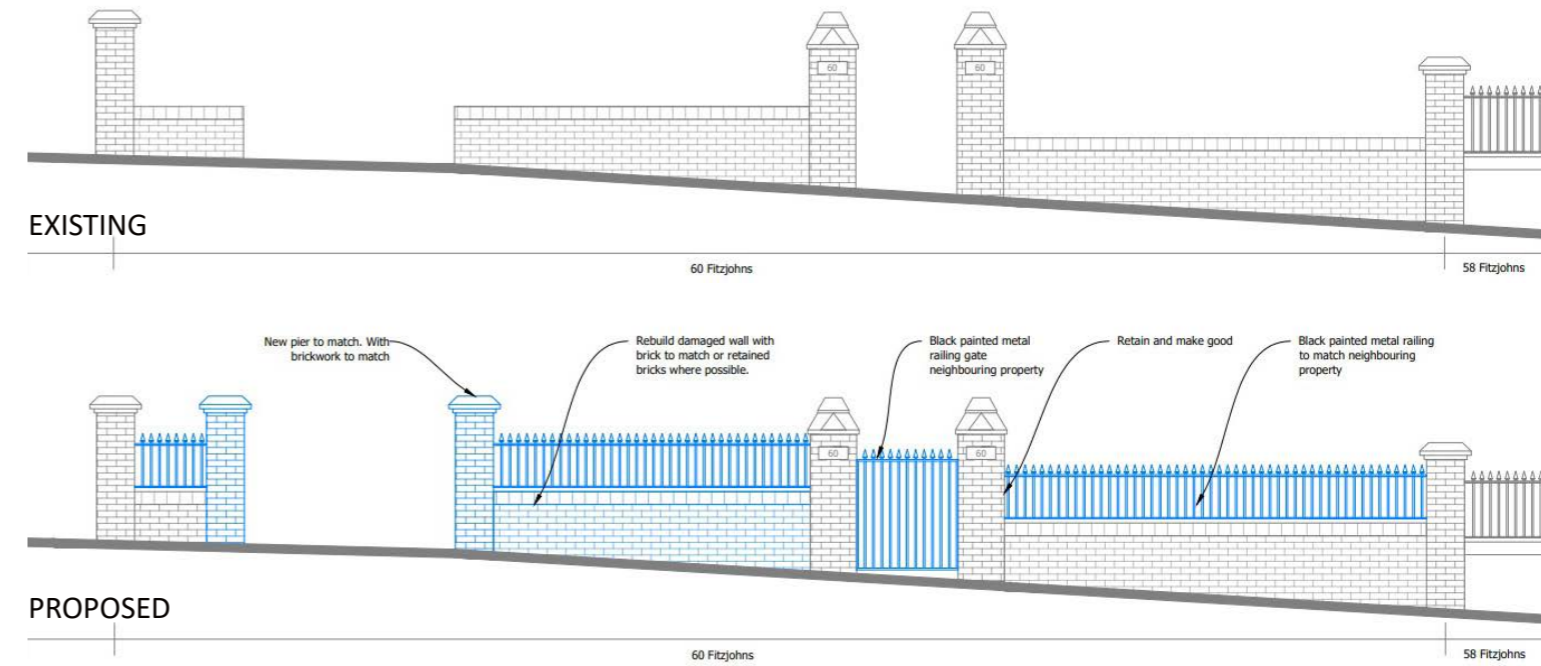 60
60
EXISTING
60 Fitzjohns
58 Fitzjohns
New pier to match. With
brickwork to match
Rebuild damaged wall with
brick to match or retained
bricks where possible.
Black painted metal
railing gate
neighbouring property
Retain and make good
Black painted metal railing
to match neighbouring
property
60
60
PROPOSED
60 Fitzjohns
58 Fitzjohns